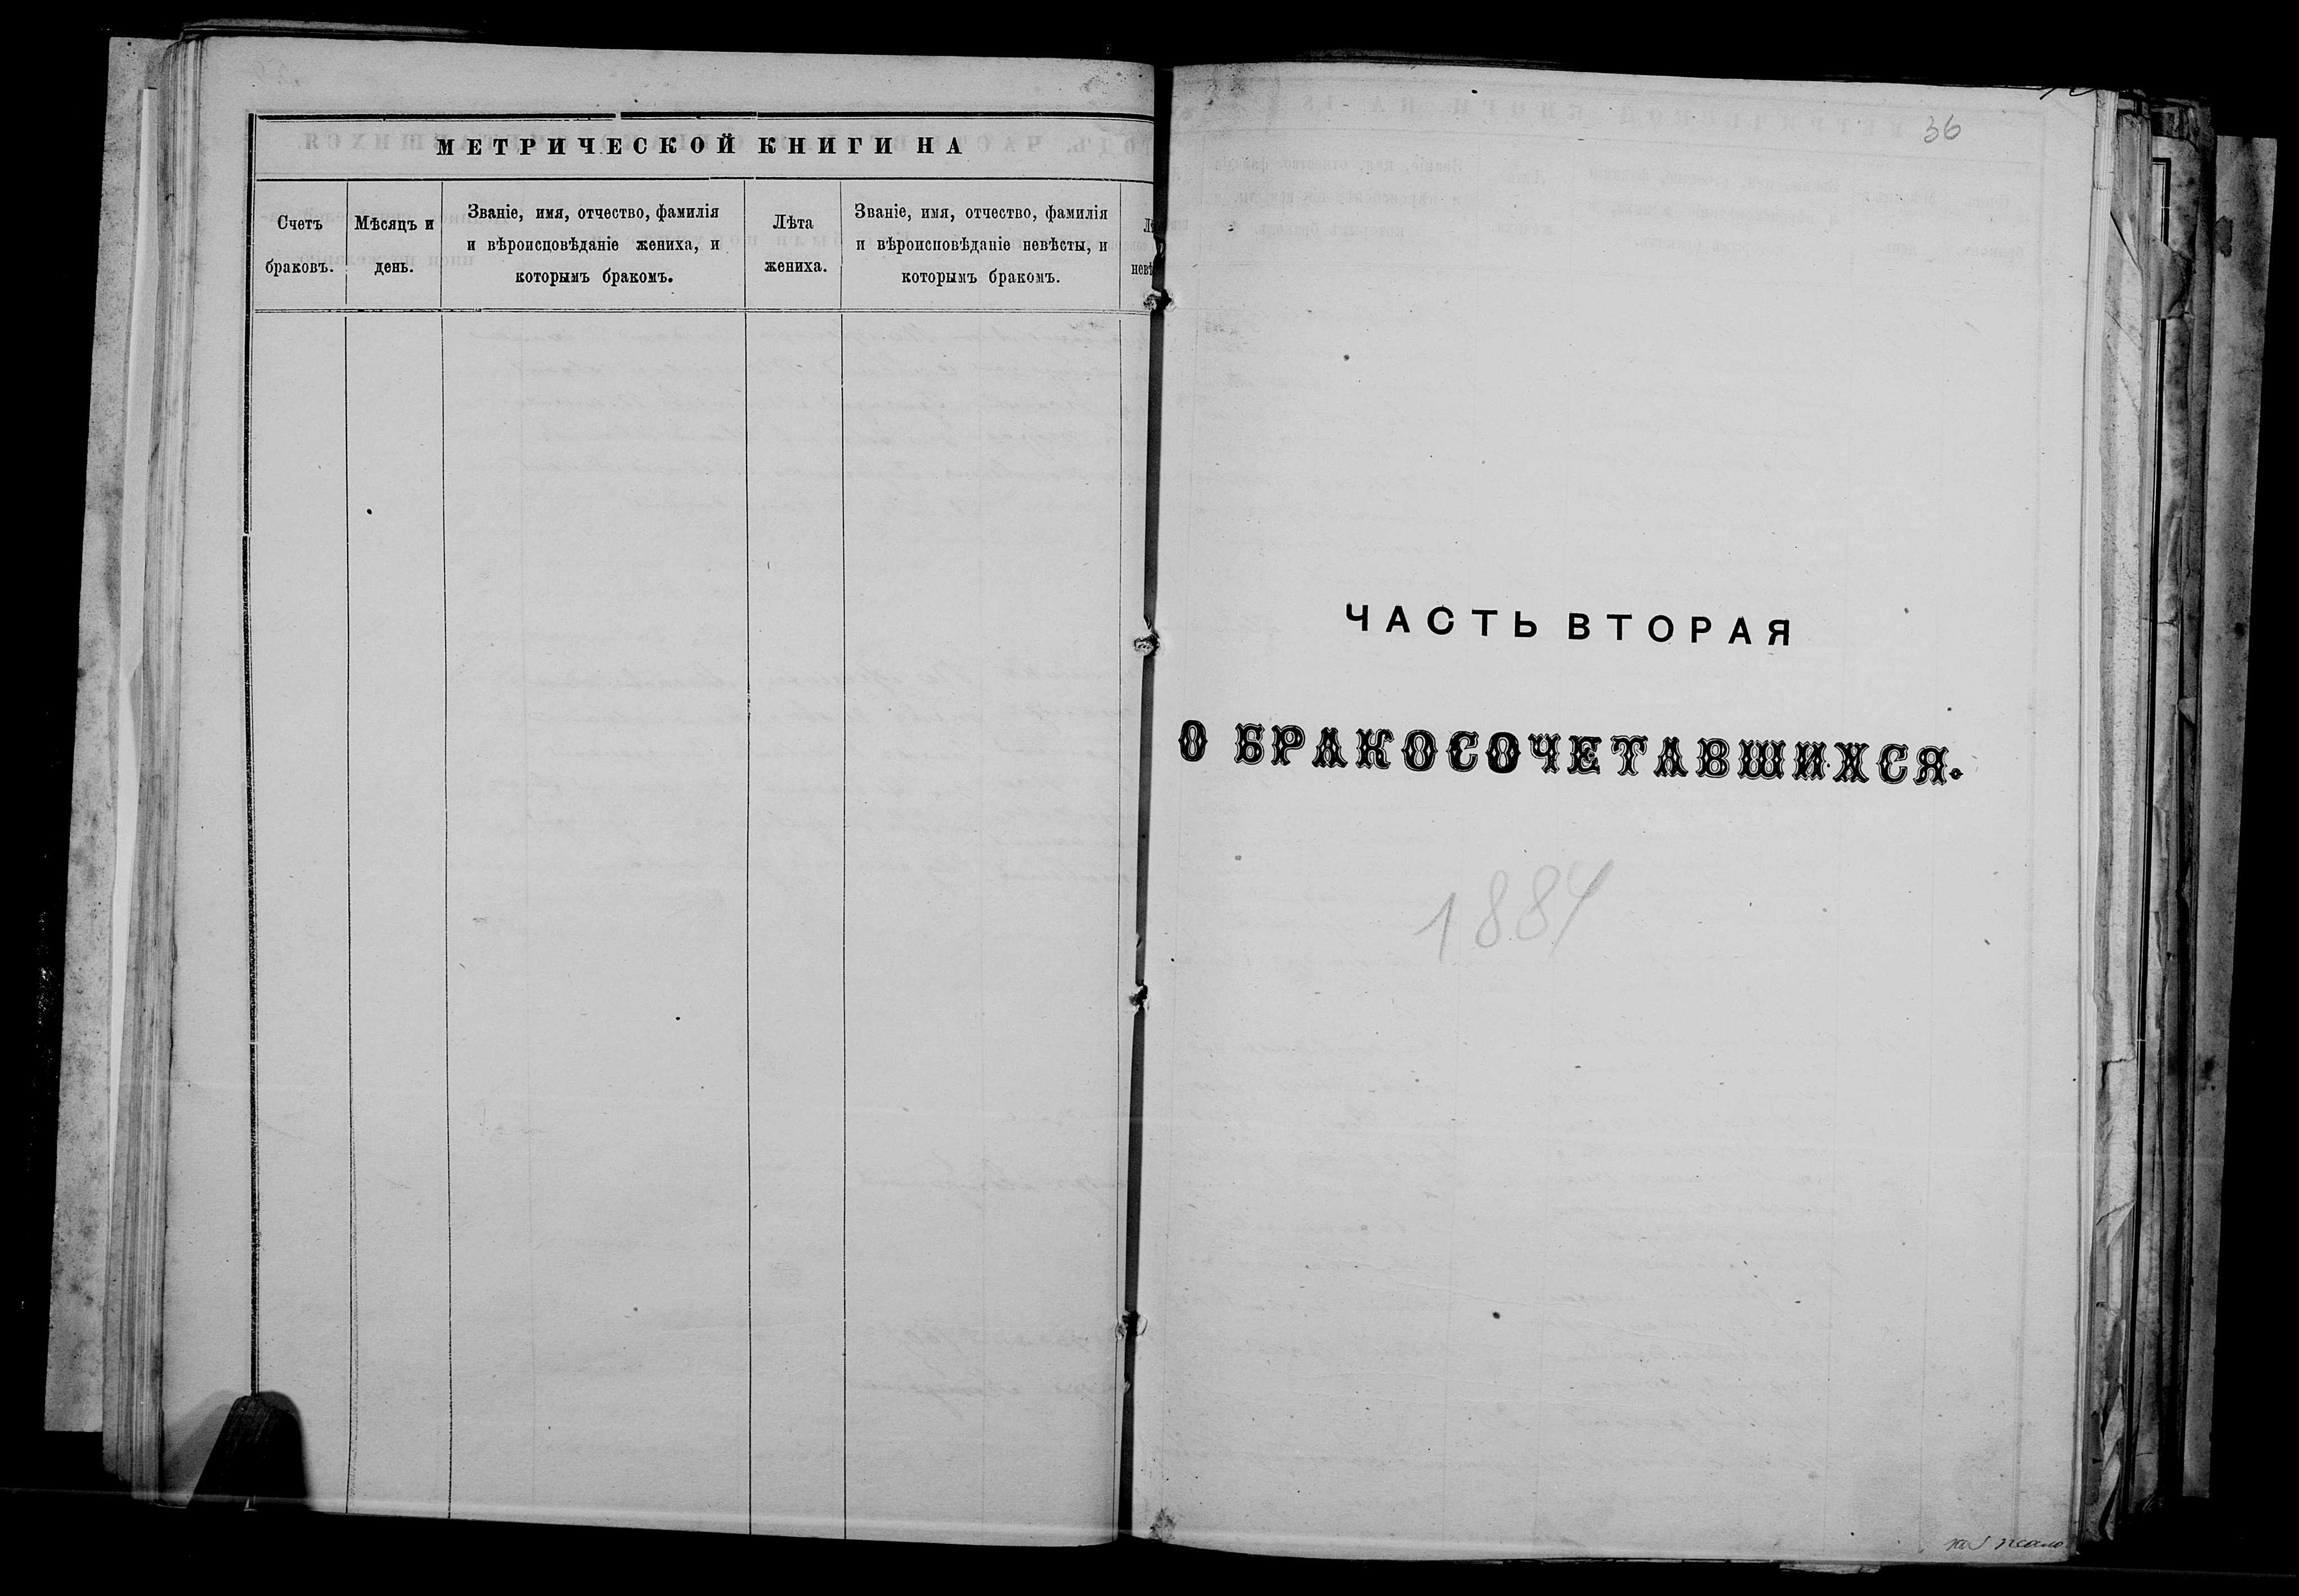 МЕТРИЧЕСКОЙ КНИГИ НА
Счетъ браковъ.
Мѣсяцъ и день.
Званіе, имя, отчество, фамилія
и вѣроисповѣданіе жениха, и
которымъ бракомъ.
Лѣта
жениха.
Званіе, имя, отчество, фамилія
и вѣроисповѣданіе невѣсты, и
которымъ бракомъ.
36
ЧАСТЬ ВТОРАЯ
О БРАКОСОЧЕТАВШИХСЯ.
1884